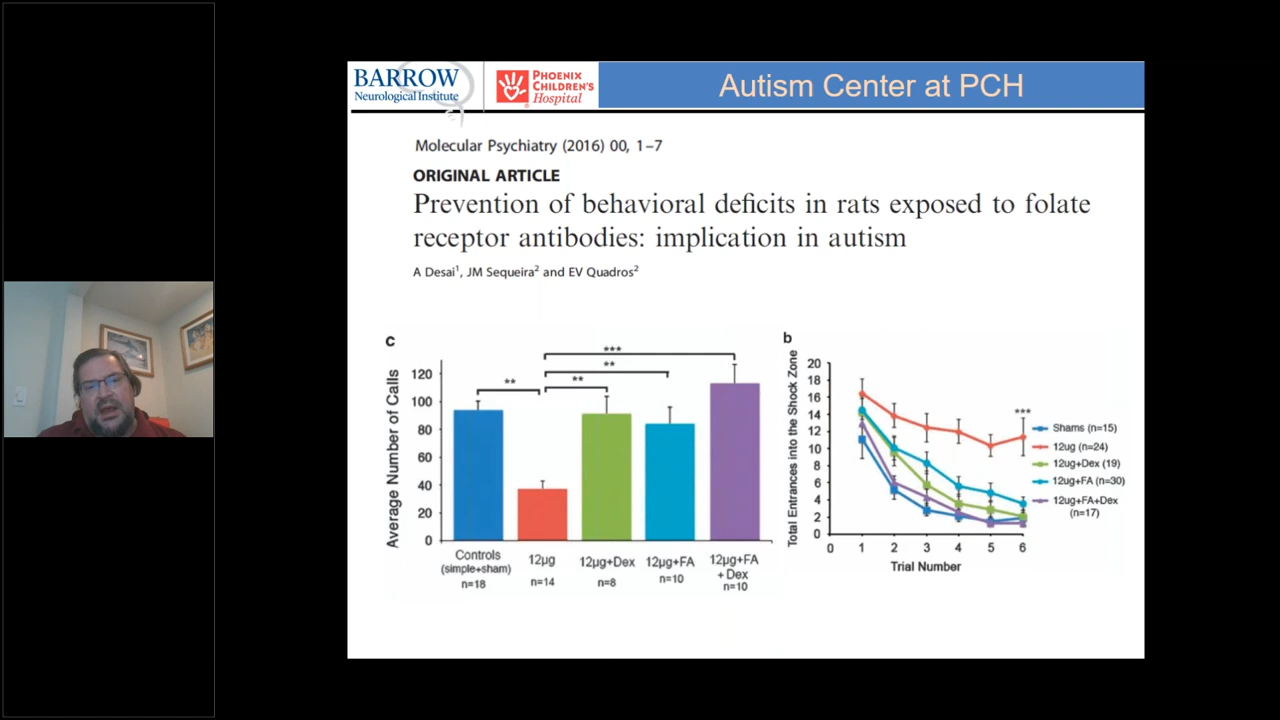 BARROW
Neurological Institute
PHOENIX
CHILDREN'S
Hospital
Autism Center at PCH
Molecular Psychiatry (2016) 00, 1–7
ORIGINAL ARTICLE
Prevention of behavioral deficits in rats exposed to folate
receptor antibodies: implication in autism
A Desai1, JM Sequeira2 and EV Quadros2
c
Average Number of Calls
120
100
80
60
40
20
0
**
**
**
***
Controls
(simple+sham)
n=18
12µg
n=14
12µg+Dex
n=8
12µg+FA
n=10
12µg+FA
+ Dex
n=10
b
Total Entrances into the Shock Zone
20
18
16
14
12
10
8
6
4
2
0
0 1 2 3 4 5 6
Trial Number
***
Shams (n=15)
12ug (n=24)
12ug+Dex (19)
12ug+FA (n=30)
12ug+FA+Dex
(n=17)